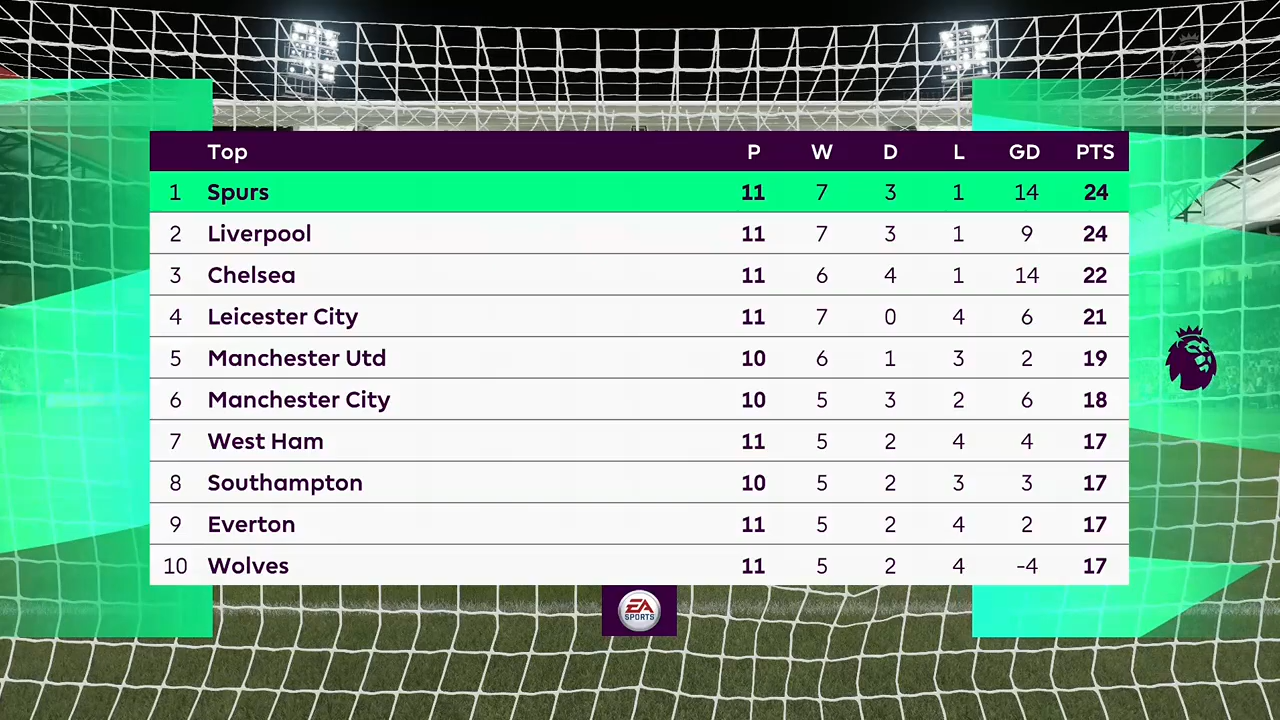 Top P W D L GD PTS
1 Spurs 11 7 3 1 14 24
2 Liverpool 11 7 3 1 9 24
3 Chelsea 11 6 4 1 14 22
4 Leicester City 11 7 0 4 6 21
5 Manchester Utd 10 6 1 3 2 19
6 Manchester City 10 5 3 2 6 18
7 West Ham 11 5 2 4 4 17
8 Southampton 10 5 2 3 3 17
9 Everton 11 5 2 4 2 17
10 Wolves 11 5 2 4 -4 17
EA
SPORTS